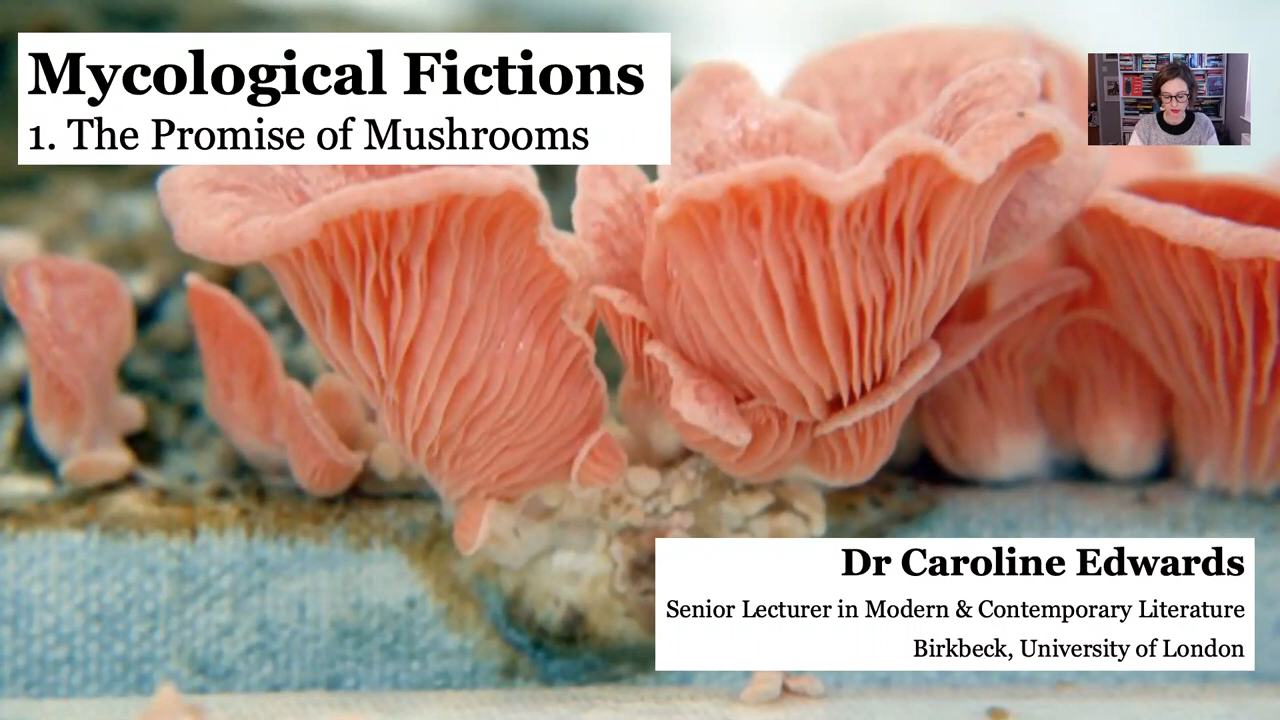 Mycological Fictions
1. The Promise of Mushrooms
Dr Caroline Edwards
Senior Lecturer in Modern & Contemporary Literature
Birkbeck, University of London